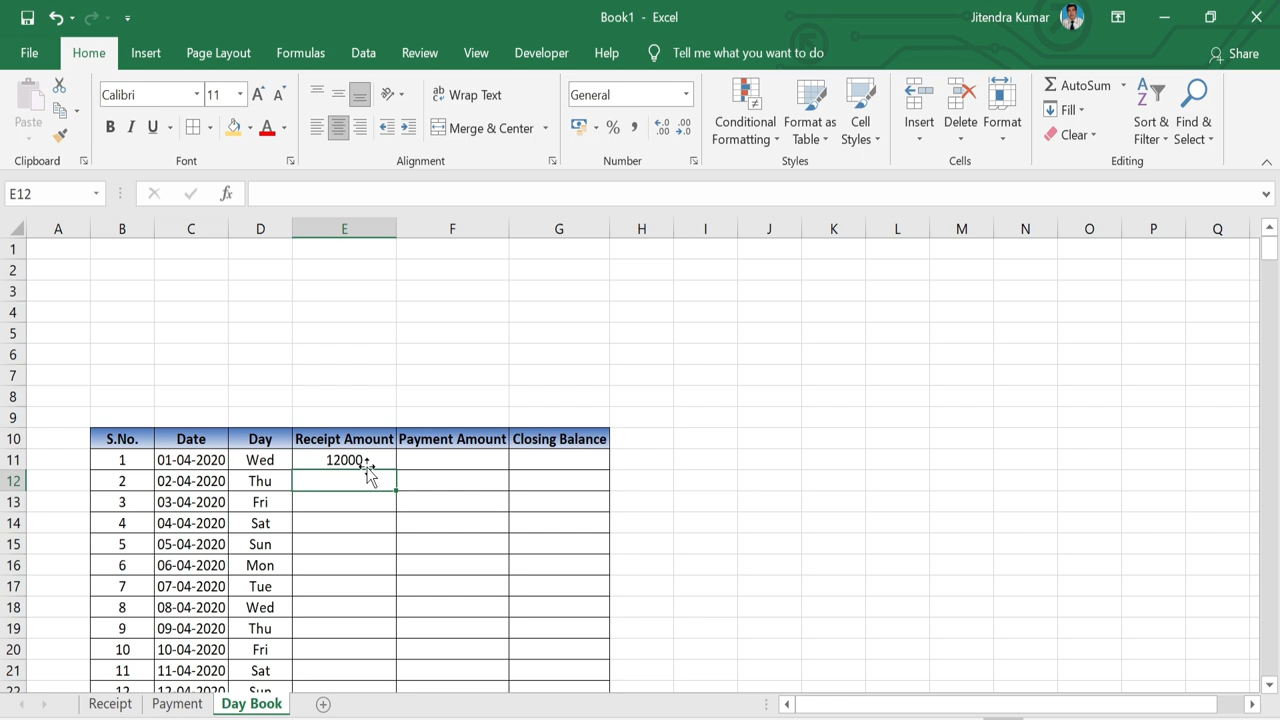 Book1 - Excel
Jitendra Kumar
File Home Insert Page Layout Formulas Data Review View Developer Help Tell me what you want to do Share
Paste
Calibri 11
B I U
Wrap Text
Merge & Center
General
Conditional Formatting
Format as Table
Cell Styles
Insert Delete Format
AutoSum
Fill
Clear
Sort & Filter
Find & Select
Clipboard Font Alignment Number Styles Cells Editing
E12 fx
A B C D E F G H I J K L M N O P Q
1
2
3
4
5
6
7
8
9
10 S.No. Date Day Receipt Amount Payment Amount Closing Balance
11 1 01-04-2020 Wed 12000
12 2 02-04-2020 Thu
13 3 03-04-2020 Fri
14 4 04-04-2020 Sat
15 5 05-04-2020 Sun
16 6 06-04-2020 Mon
17 7 07-04-2020 Tue
18 8 08-04-2020 Wed
19 9 09-04-2020 Thu
20 10 10-04-2020 Fri
21 11 11-04-2020 Sat
22 12 12-04-2020 Sun
Receipt Payment Day Book